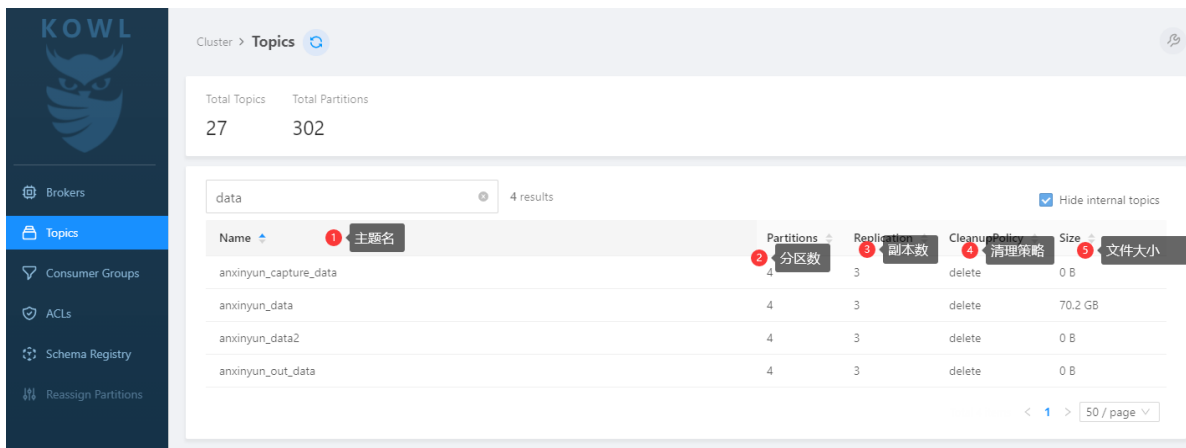 KOWL
Cluster > Topics
Total Topics Total Partitions
27 302
Brokers
Topics
Consumer Groups
ACLs
Schema Registry
Reassign Partitions
data 4 results Hide internal topics
Name 1 主题名 Partitions Replication CleanupPolicy Size
2 分区数 3 副本数 4 清理策略 5 文件大小
anxinyun_capture_data 4 3 delete 0 B
anxinyun_data 4 3 delete 70.2 GB
anxinyun_data2 4 3 delete 0 B
anxinyun_out_data 4 3 delete 0 B
< 1 > 50 / page